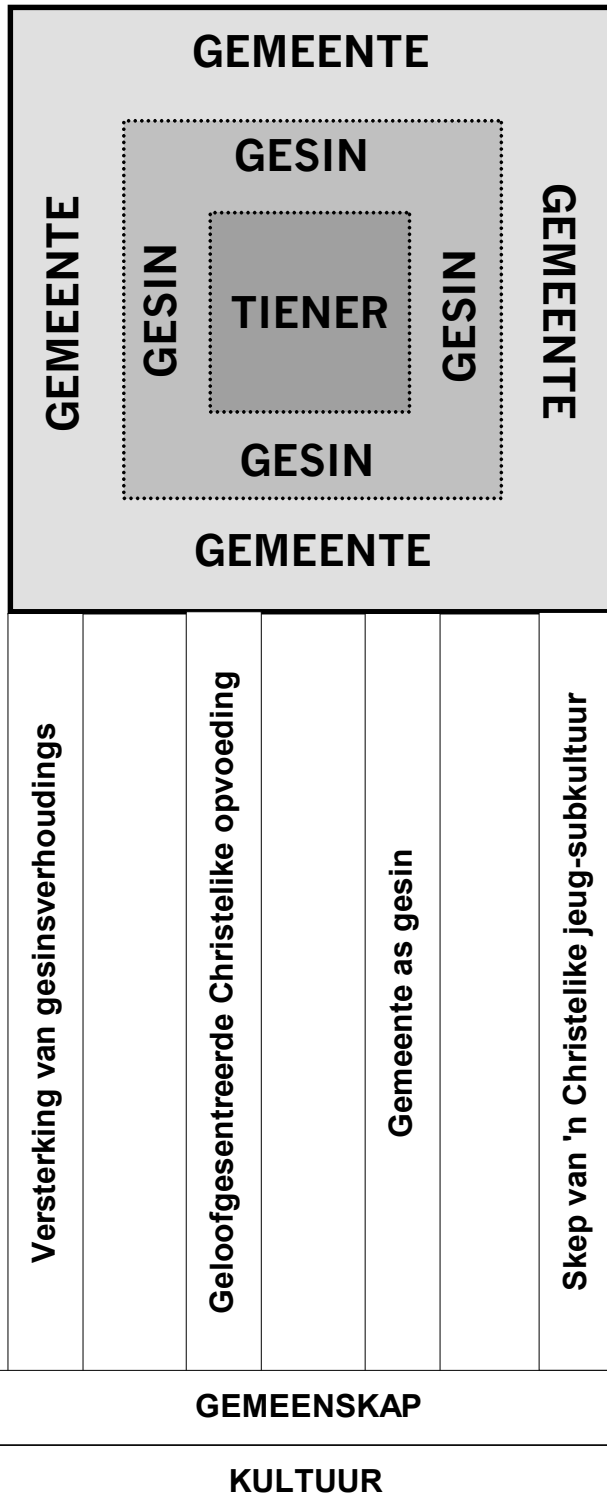 GEMEENTE
GESIN
GEMEENTE
GESIN
TIENER
GESIN
GEMEENTE
GESIN
GEMEENTE
Versterking van gesinsverhoudings
Geloofgesentreerde Christelike opvoeding
Gemeente as gesin
Skep van 'n Christelike jeug-subkultuur
GEMEENSKAP
KULTUUR